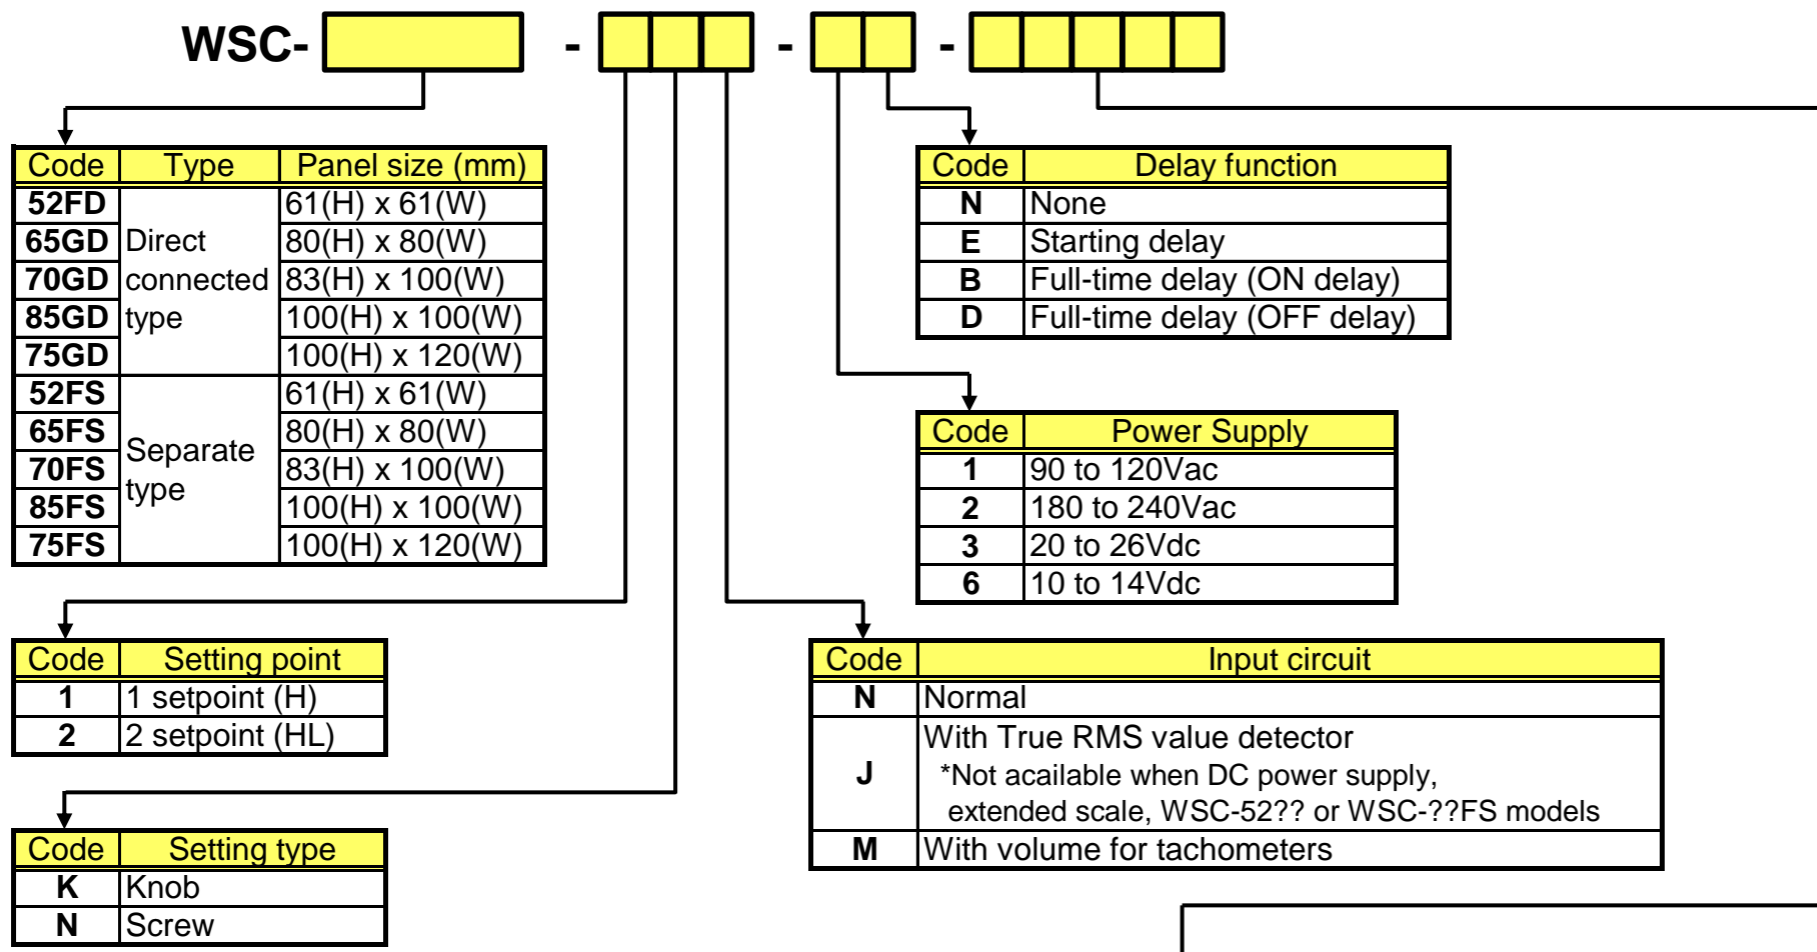 WSC- - - -
Code Type Panel size (mm)
52FD 61(H) x 61(W)
65GD Direct 80(H) x 80(W)
70GD connected 83(H) x 100(W)
85GD type 100(H) x 100(W)
75GD 100(H) x 120(W)
52FS 61(H) x 61(W)
65FS Separate 80(H) x 80(W)
70FS type 83(H) x 100(W)
85FS 100(H) x 100(W)
75FS 100(H) x 120(W)
Code Delay function
N None
E Starting delay
B Full-time delay (ON delay)
D Full-time delay (OFF delay)
Code Power Supply
1 90 to 120Vac
2 180 to 240Vac
3 20 to 26Vdc
6 10 to 14Vdc
Code Setting point
1 1 setpoint (H)
2 2 setpoint (HL)
Code Input circuit
N Normal
With True RMS value detector
J *Not acailable when DC power supply,
extended scale, WSC-52?? or WSC-??FS models
M With volume for tachometers
Code Setting type
K Knob
N Screw